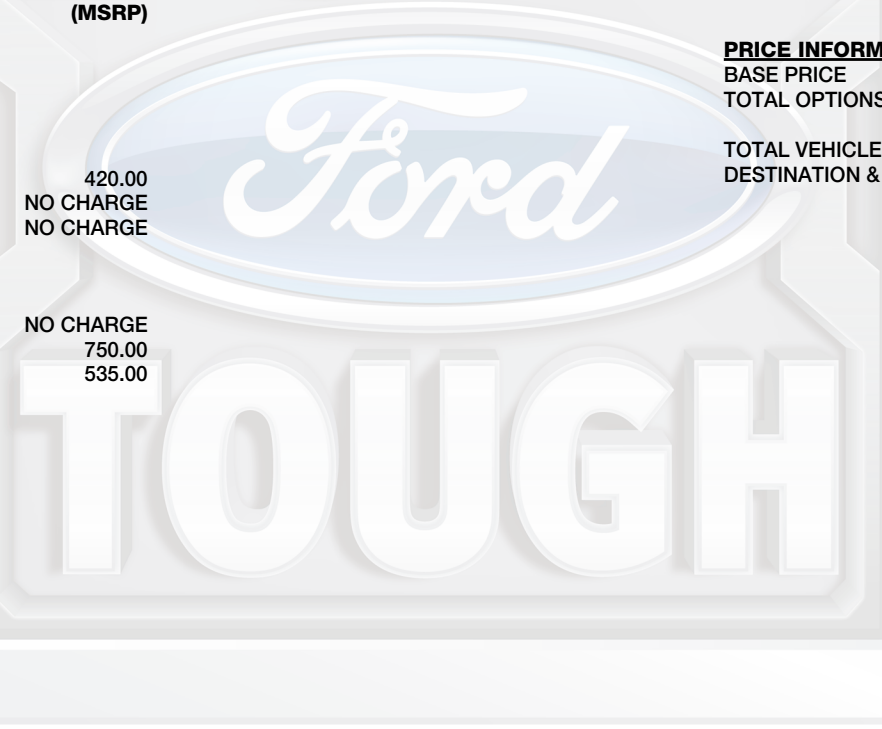 (MSRP)
420.00
NO CHARGE
NO CHARGE
NO CHARGE
750.00
535.00
PRICE INFORM
BASE PRICE
TOTAL OPTIONS
TOTAL VEHICLE
DESTINATION &
Ford
TOUGH